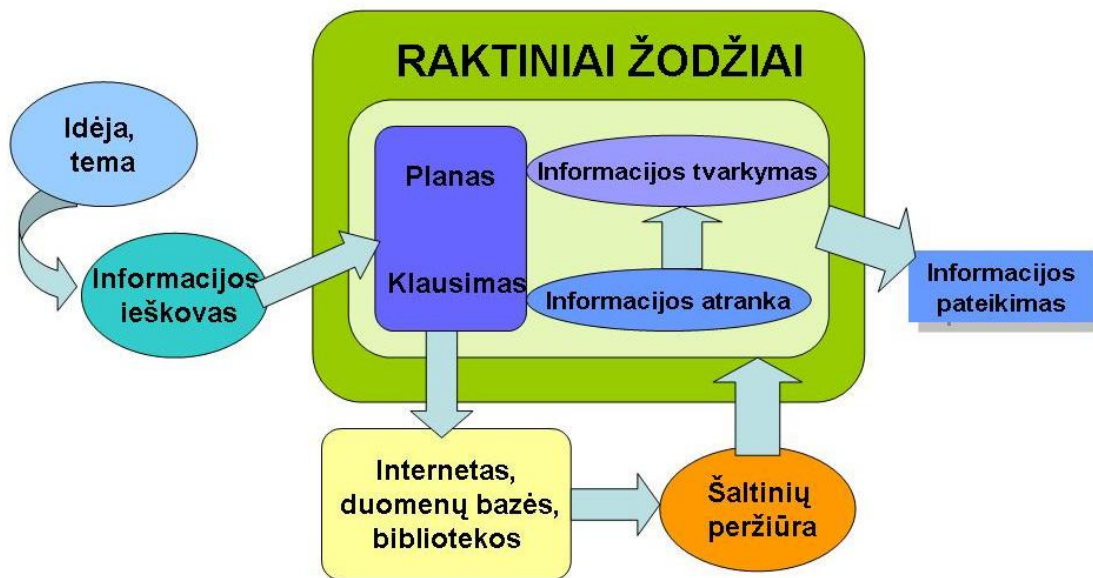 RAKTINIAI ŽODŽIAI
Idėja,
tema
Informacijos
ieškovas
Planas
Klausimas
Informacijos tvarkymas
Informacijos atranka
Informacijos
pateikimas
Internetas,
duomenų bazės,
bibliotekos
Šaltinių
peržiūra